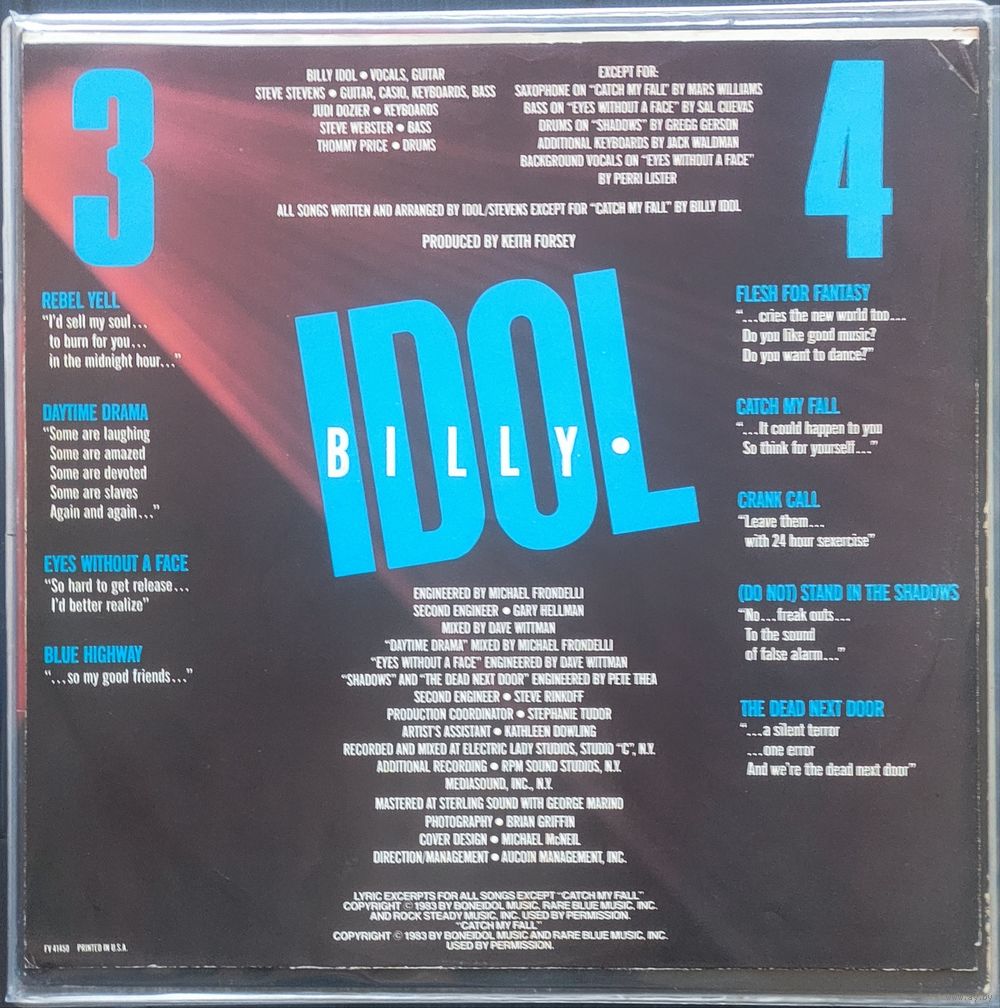 3
BILLY IDOL • VOCALS, GUITAR
STEVE STEVENS • GUITAR, CASIO, KEYBOARDS, BASS
JUDI DOZIER • KEYBOARDS
STEVE WEBSTER • BASS
THOMMY PRICE • DRUMS
EXCEPT FOR:
SAXOPHONE ON "CATCH MY FALL" BY MARS WILLIAMS
BASS ON "EYES WITHOUT A FACE" BY SAL CUEVAS
DRUMS ON "SHADOWS" BY GREGG GERSON
ADDITIONAL KEYBOARDS BY JACK WALDMAN
BACKGROUND VOCALS ON "EYES WITHOUT A FACE"
BY PERRI LISTER
4
ALL SONGS WRITTEN AND ARRANGED BY IDOL/STEVENS EXCEPT FOR "CATCH MY FALL" BY BILLY IDOL
PRODUCED BY KEITH FORSEY
REBEL YELL
"I'd sell my soul...
to burn for you...
in the midnight hour..."
DAYTIME DRAMA
"Some are laughing
Some are amazed
Some are devoted
Some are slaves
Again and again..."
EYES WITHOUT A FACE
"So hard to get release...
I'd better realize"
BLUE HIGHWAY
"...so my good friends..."
IDOL
BILLY •
FLESH FOR FANTASY
"...cries the new world too...
Do you like good music?
Do you want to dance?"
CATCH MY FALL
"...It could happen to you
So think for yourself..."
CRANK CALL
"Leave them...
with 24 hour sexercise"
(DO NOT) STAND IN THE SHADOWS
"No...freak outs...
To the sound
of false alarm..."
THE DEAD NEXT DOOR
"...a silent terror
...one error
And we're the dead next door"
ENGINEERED BY MICHAEL FRONDELLI
SECOND ENGINEER • GARY HELLMAN
MIXED BY DAVE WITTMAN
"DAYTIME DRAMA" MIXED BY MICHAEL FRONDELLI
"EYES WITHOUT A FACE" ENGINEERED BY DAVE WITTMAN
"SHADOWS" AND "THE DEAD NEXT DOOR" ENGINEERED BY PETE THEA
SECOND ENGINEER • STEVE RINKOFF
PRODUCTION COORDINATOR • STEPHANIE TUDOR
ARTIST'S ASSISTANT • KATHLEEN DOWLING
RECORDED AND MIXED AT ELECTRIC LADY STUDIOS, STUDIO "C", N.Y.
ADDITIONAL RECORDING • RPM SOUND STUDIOS, N.Y.
MEDIASOUND, INC., N.Y.
MASTERED AT STERLING SOUND WITH GEORGE MARINO
PHOTOGRAPHY • BRIAN GRIFFIN
COVER DESIGN • MICHAEL McNEIL
DIRECTION/MANAGEMENT • AUCOIN MANAGEMENT, INC.
LYRIC EXCERPTS FOR ALL SONGS EXCEPT "CATCH MY FALL"
COPYRIGHT © 1983 BY BONEIDOL MUSIC, RARE BLUE MUSIC, INC.
AND ROCK STEADY MUSIC, INC. USED BY PERMISSION.
"CATCH MY FALL"
COPYRIGHT © 1983 BY BONEIDOL MUSIC AND RARE BLUE MUSIC, INC.
USED BY PERMISSION.
FV 41450 PRINTED IN U.S.A.